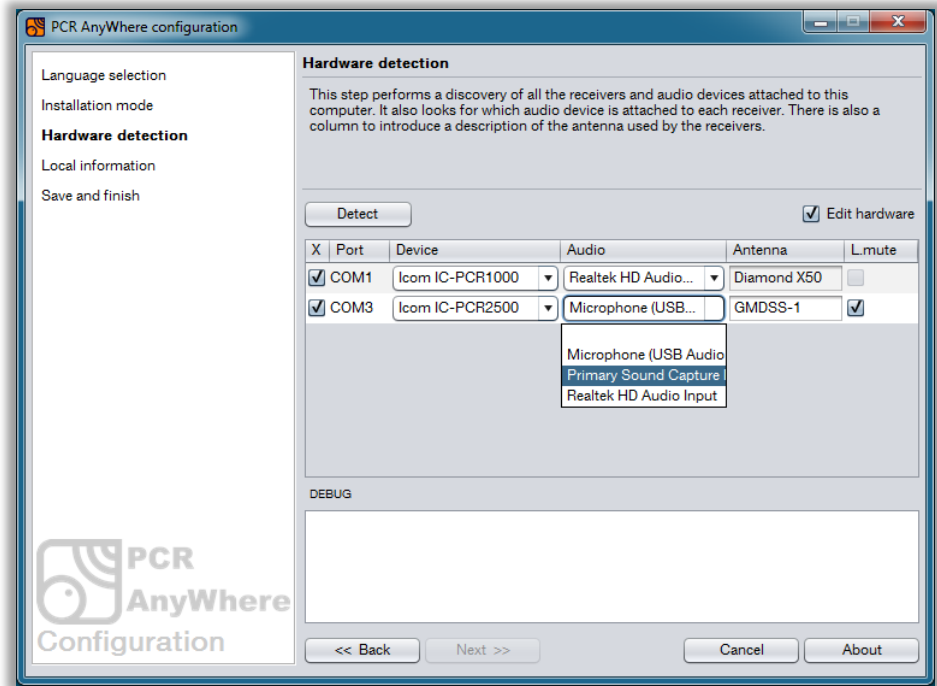 PCR AnyWhere configuration
Language selection
Installation mode
Hardware detection
Local information
Save and finish
Hardware detection
This step performs a discovery of all the receivers and audio devices attached to this
computer. It also looks for which audio device is attached to each receiver. There is also a
column to introduce a description of the antenna used by the receivers.
Detect
Edit hardware
X Port Device Audio Antenna L.mute
COM1 Icom IC-PCR1000 Realtek HD Audio... Diamond X50
COM3 Icom IC-PCR2500 Microphone (USB... GMDSS-1
Microphone (USB Audio
Primary Sound Capture
Realtek HD Audio Input
DEBUG
PCR
AnyWhere
Configuration
<< Back Next >> Cancel About